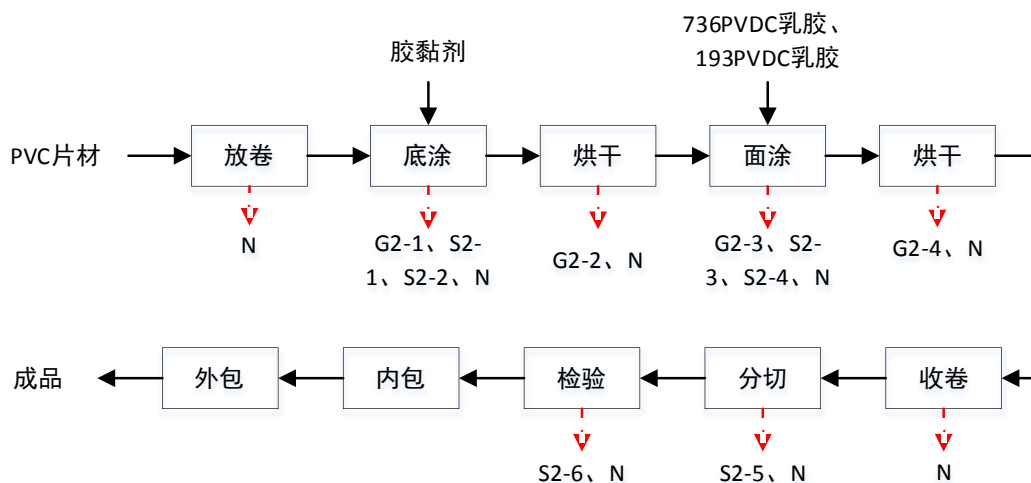 736PVDC乳胶、
193PVDC乳胶
胶黏剂
PVC片材
放卷
底涂
烘干
面涂
烘干
N
G2-1、S2-
1、S2-2、N
G2-2、N
G2-3、S2-
3、S2-4、N
G2-4、N
成品
外包
内包
检验
分切
收卷
S2-6、N
S2-5、N
N